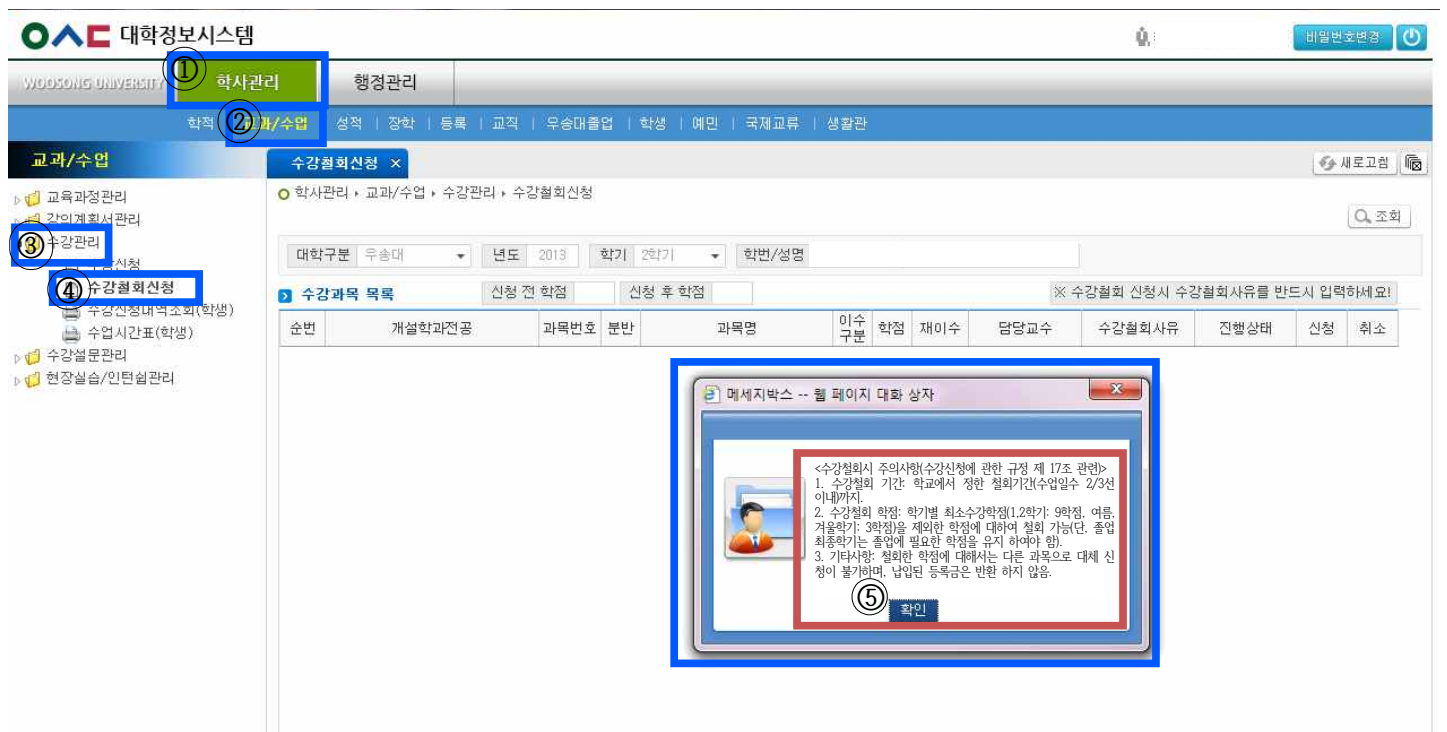 대학정보시스템
비밀번호변경
WOOSONG UNIVERSITY ① 학사관리 행정관리
학적 ② 교과/수업 | 성적 | 장학 | 등록 | 교직 | 우송대졸업 | 학생 | 예민 | 국제교류 | 생활관
교과/수업
수강철회신청 ×
새로고침
학사관리 ▸ 교과/수업 ▸ 수강관리 ▸ 수강철회신청
조회
교육과정관리
강의계획서관리
③ 수강관리
수강신청
④ 수강철회신청
수강신청내역조회(학생)
수업시간표(학생)
수강설문관리
현장실습/인턴쉽관리
대학구분 우송대 년도 2013 학기 2학기 학번/성명
수강과목 목록 신청 전 학점 신청 후 학점 ※ 수강철회 신청시 수강철회사유를 반드시 입력하세요!
순번 개설학과전공 과목번호 분반 과목명 이수구분 학점 재이수 담당교수 수강철회사유 진행상태 신청 취소
메세지박스 -- 웹 페이지 대화 상자
<수강철회시 주의사항(수강신청에 관한 규정 제 17조 관련)>
1. 수강철회 기간: 학교에서 정한 철회기간(수업일수 2/3선
이내)까지.
2. 수강철회 학점: 학기별 최소수강학점(1,2학기: 9학점, 여름,
겨울학기: 3학점)을 제외한 학점에 대하여 철회 가능(단, 졸업
최종학기는 졸업에 필요한 학점을 유지 하여야 함).
3. 기타사항: 철회한 학점에 대해서는 다른 과목으로 대체 신
청이 불가하며, 납입된 등록금은 반환 하지 않음.
⑤ 확인